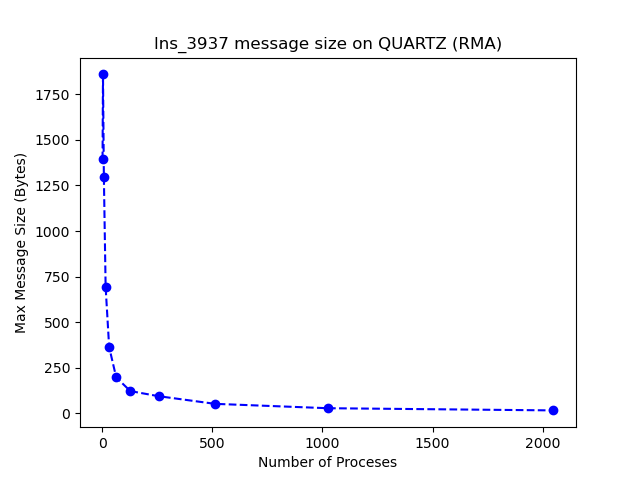 lns_3937 message size on QUARTZ (RMA)
Max Message Size (Bytes)
1750
1500
1250
1000
750
500
250
0
0 500 1000 1500 2000
Number of Proceses